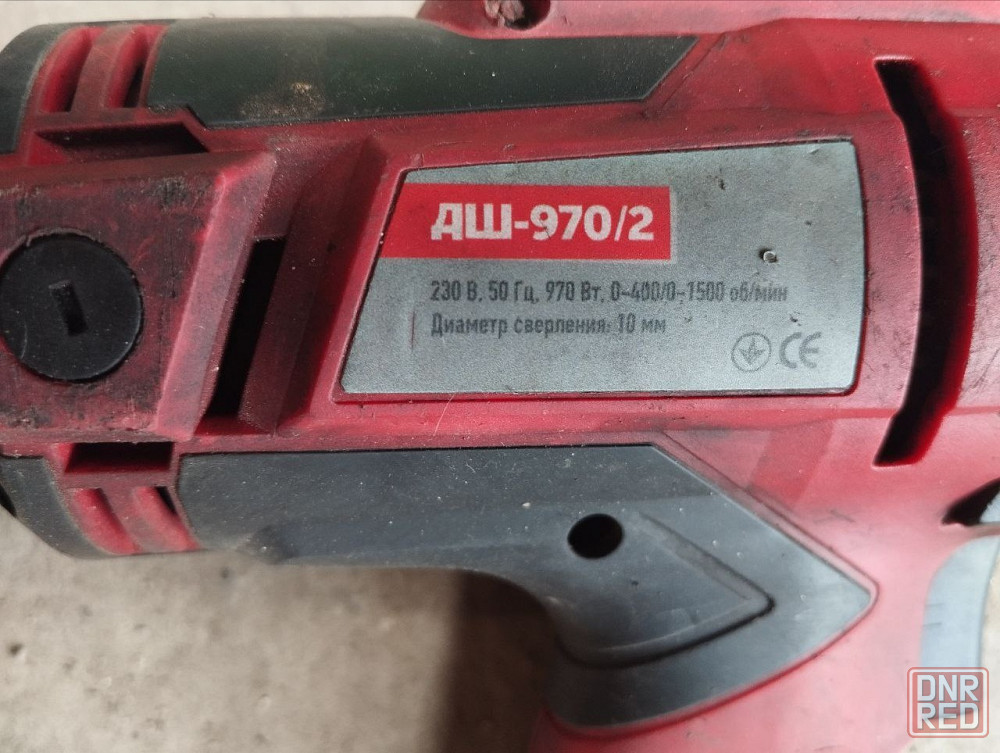 ДШ-970/2
230 В, 50 Гц, 970 Вт, 0-400/0-1500 об/мин
Диаметр сверления: 10 мм
CE
DNR
RED